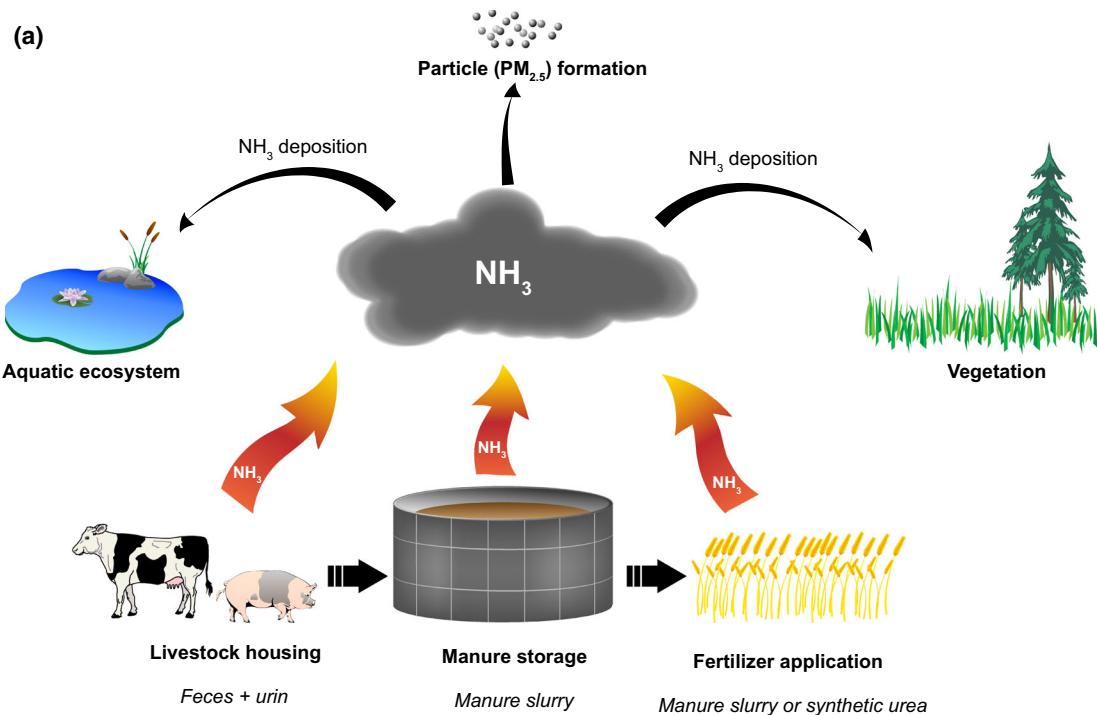 (a)
Particle (PM₂.₅) formation
NH₃ deposition
NH₃ deposition
NH₃
Aquatic ecosystem
Vegetation
NH₃
NH₃
NH₃
Livestock housing
Manure storage
Fertilizer application
Feces + urin
Manure slurry
Manure slurry or synthetic urea